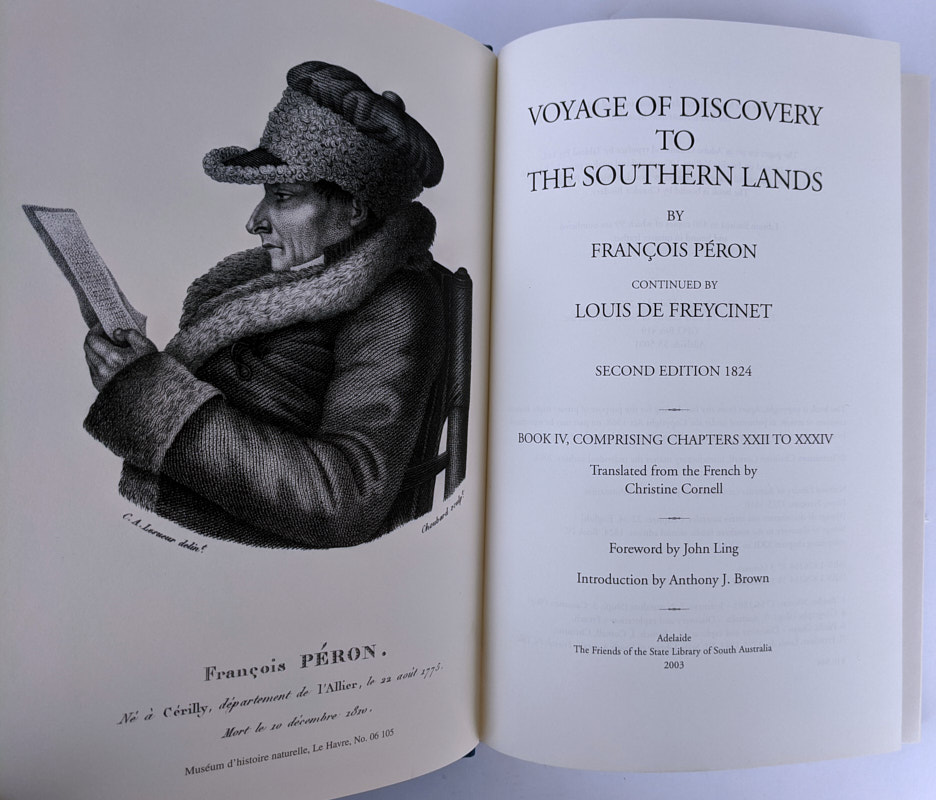 C. A. Lesueur delin.t
Choubard sculp.t
François PÉRON.
Né à Cérilly, département de l'Allier, le 22 août 1775.
Mort le 10 décembre 1810.
Muséum d'histoire naturelle, Le Havre, No. 06 105
VOYAGE OF DISCOVERY
TO
THE SOUTHERN LANDS
BY
FRANÇOIS PÉRON
CONTINUED BY
LOUIS DE FREYCINET
SECOND EDITION 1824
BOOK IV, COMPRISING CHAPTERS XXII TO XXXIV
Translated from the French by
Christine Cornell
Foreword by John Ling
Introduction by Anthony J. Brown
Adelaide
The Friends of the State Library of South Australia
2003